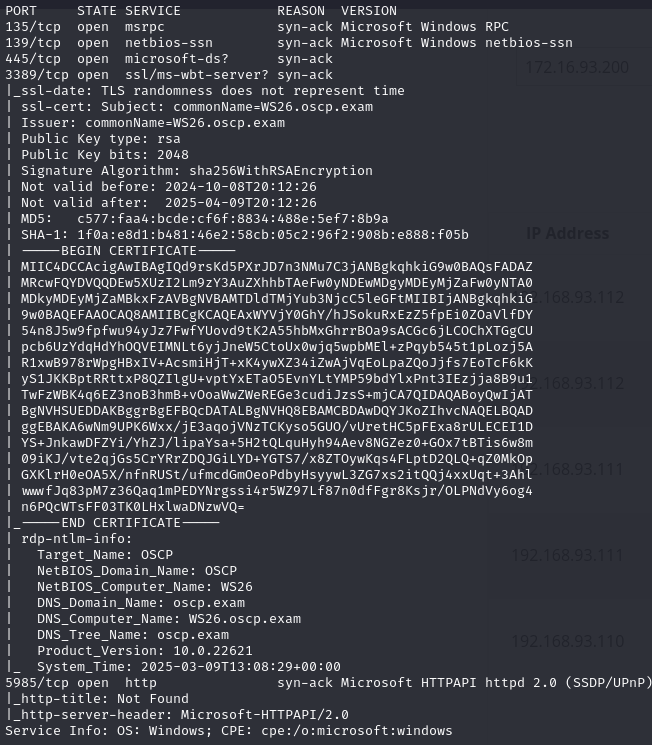 PORT     STATE SERVICE            REASON  VERSION
135/tcp  open  msrpc              syn-ack Microsoft Windows RPC
139/tcp  open  netbios-ssn        syn-ack Microsoft Windows netbios-ssn
445/tcp  open  microsoft-ds?      syn-ack
3389/tcp open  ssl/ms-wbt-server? syn-ack
|_ssl-date: TLS randomness does not represent time
| ssl-cert: Subject: commonName=WS26.oscp.exam
| Issuer: commonName=WS26.oscp.exam
| Public Key type: rsa
| Public Key bits: 2048
| Signature Algorithm: sha256WithRSAEncryption
| Not valid before: 2024-10-08T20:12:26
| Not valid after:  2025-04-09T20:12:26
| MD5:   c577:faa4:bcde:cf6f:8834:488e:5ef7:8b9a
| SHA-1: 1f0a:e8d1:b481:46e2:58cb:05c2:96f2:908b:e888:f05b
| -----BEGIN CERTIFICATE-----
| MIIC4DCCAcigAwIBAgIQd9rsKd5PXrJD7n3NMu7C3jANBgkqhkiG9w0BAQsFADAZ
| MRcwFQYDVQQDEw5XUzI2Lm9zY3AuZXhhbTAeFw0yNDEwMDgyMDEyMjZaFw0yNTA0
| MDkyMDEyMjZaMBkxFzAVBgNVBAMTDldTMjYub3NjcC5leGFtMIIBIjANBgkqhkiG
| 9w0BAQEFAAOCAQ8AMIIBCgKCAQEAxWYVjY0GhY/hJSokuRxEzZ5fpEi0ZOaVlfDY
| 54n8J5w9fpfwu94yJz7FwfYUovd9tK2A55hbMxGhrrBOa9sACGc6jLCOChXTGgCU
| pcb6UzYdqHdYhOQVEIMNLt6yjJneW5CtoUx0wjq5wpbMEl+zPqyb545t1pLozj5A
| R1xwB978rWpgHBxIV+AcsmiHjT+xK4ywXZ34iZwAjVqEoLpaZQoJjfs7EoTcF6kK
| yS1JKKBptRRttxP8QZIlgU+vptYxETaO5EvnYLtYMP59bdYlxPnt3IEzjja8B9u1
| TwFzWBK4q6EZ3noB3hmB+vOoaWwZWeREGe3cudiJzsS+mjCA7QIDAQABoyQwIjAT
| BgNVHSUEDDAKBggrBgEFBQcDATALBgNVHQ8EBAMCBDAwDQYJKoZIhvcNAQELBQAD
| ggEBAKA6wNm9UPK6Wxx/jE3aqojVNzTCKyso5GUO/vUretHC5pFExa8rULECEI1D
| YS+JnkawDFZYi/YhZJ/lipaYsa+5H2tQLquHyh94Aev8NGZez0+GOx7tBTis6w8m
| 09iKJ/vte2qjGs5CrYRrZDQJGiLYD+YGTS7/x8ZTOywKqs4FLptD2QLQ+qZ0MkOp
| GXKlrH0eOA5X/nfnRUSt/ufmcdGmOeoPdbyHsyywL3ZG7xs2itQQj4xxUqt+3Ahl
| wwwfJq83pM7z36Qaq1mPEDYNrgssi4r5WZ97Lf87n0dfFgr8Ksjr/OLPNdVy6og4
| n6PQcWTsFF03TK0LHxlwaDNzwVQ=
|_-----END CERTIFICATE-----
| rdp-ntlm-info:
|   Target_Name: OSCP
|   NetBIOS_Domain_Name: OSCP
|   NetBIOS_Computer_Name: WS26
|   DNS_Domain_Name: oscp.exam
|   DNS_Computer_Name: WS26.oscp.exam
|   DNS_Tree_Name: oscp.exam
|   Product_Version: 10.0.22621
|_  System_Time: 2025-03-09T13:08:29+00:00
5985/tcp open  http               syn-ack Microsoft HTTPAPI httpd 2.0 (SSDP/UPnP)
|_http-title: Not Found
|_http-server-header: Microsoft-HTTPAPI/2.0
Service Info: OS: Windows; CPE: cpe:/o:microsoft:windows
172.16.93.200
IP Address
192.168.93.111
192.168.93.110